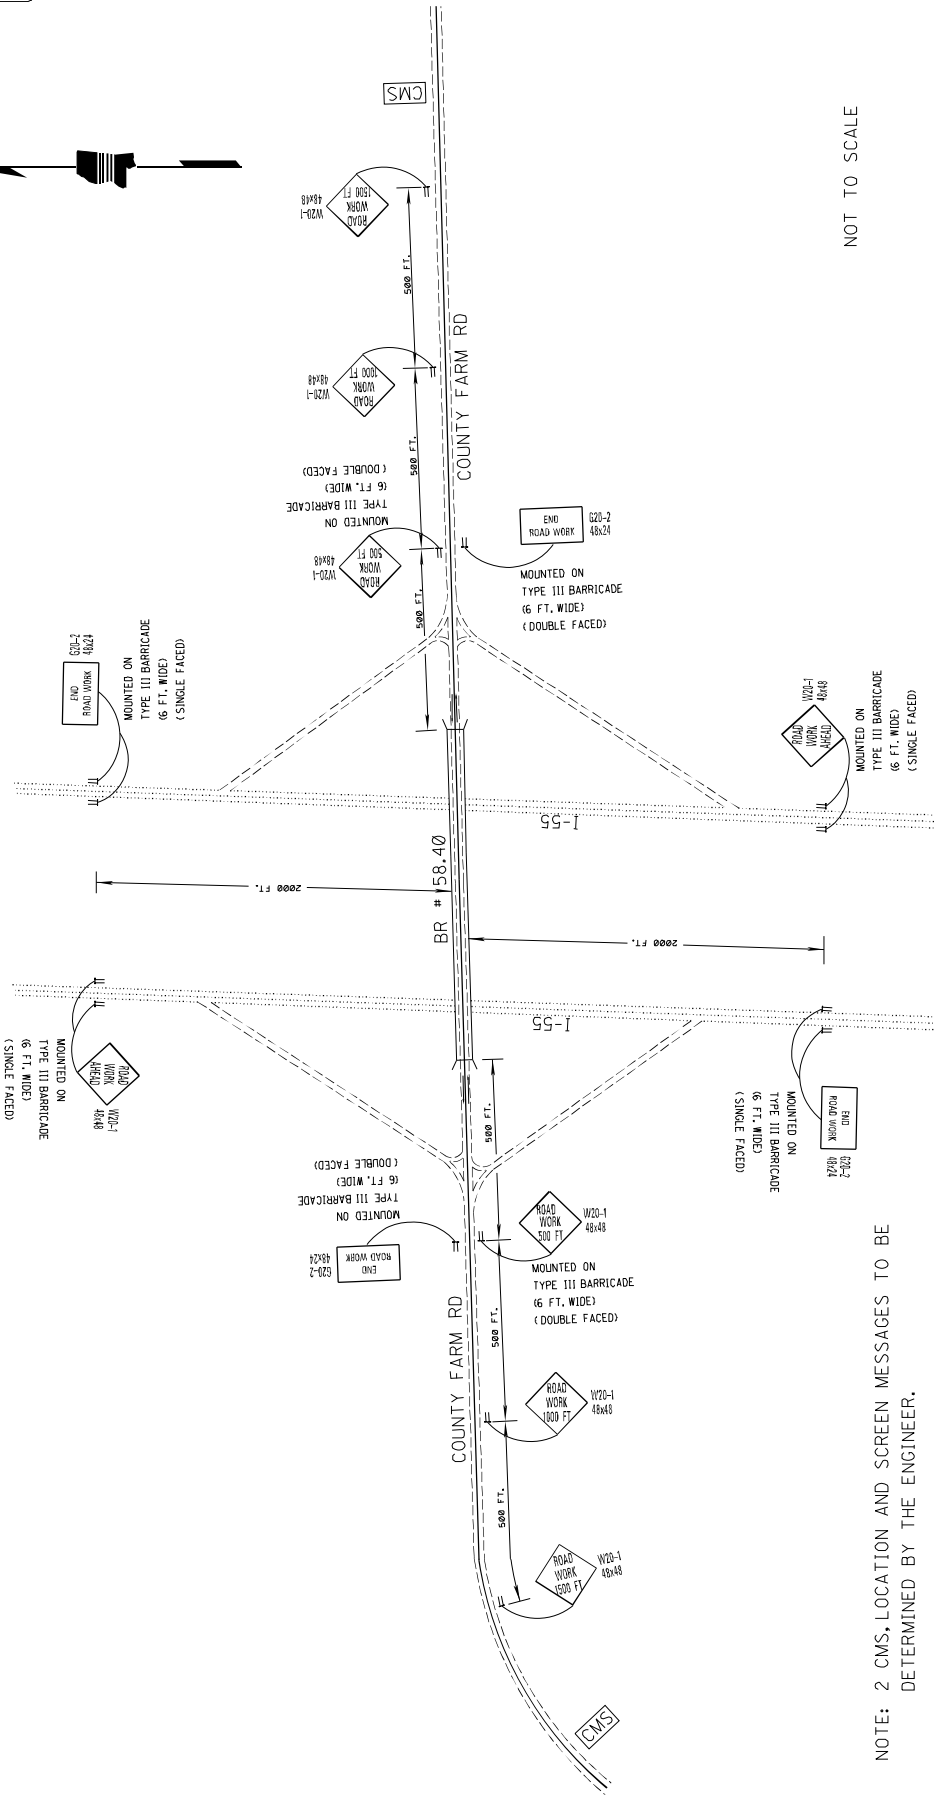 CMS
NOT TO SCALE
ROAD
WORK
1500 FT
W20-1
48x48
500 FT.
COUNTY FARM RD
ROAD
WORK
1000 FT
W20-1
48x48
500 FT.
MOUNTED ON
TYPE III BARRICADE
(6 FT. WIDE)
(DOUBLE FACED)
ROAD
WORK
500 FT
W20-1
48x48
500 FT.
END
ROAD WORK
G20-2
48x24
MOUNTED ON
TYPE III BARRICADE
(6 FT. WIDE)
(DOUBLE FACED)
G20-2
48x24
END
ROAD WORK
MOUNTED ON
TYPE III BARRICADE
(6 FT. WIDE)
(SINGLE FACED)
W20-1
48x48
ROAD
WORK
AHEAD
MOUNTED ON
TYPE III BARRICADE
(6 FT. WIDE)
(SINGLE FACED)
I-55
BR # 58.40
2000 FT.
2000 FT.
I-55
MOUNTED ON
TYPE III BARRICADE
(6 FT. WIDE)
(SINGLE FACED)
ROAD
WORK
AHEAD
W20-1
48x48
500 FT.
MOUNTED ON
TYPE III BARRICADE
(6 FT. WIDE)
(SINGLE FACED)
END
ROAD WORK
G20-2
48x24
MOUNTED ON
TYPE III BARRICADE
(6 FT. WIDE)
(DOUBLE FACED)
END
ROAD WORK
G20-2
48x24
ROAD
WORK
500 FT
W20-1
48x48
MOUNTED ON
TYPE III BARRICADE
(6 FT. WIDE)
(DOUBLE FACED)
500 FT.
COUNTY FARM RD
ROAD
WORK
1000 FT
W20-1
48x48
500 FT.
ROAD
WORK
1500 FT
W20-1
48x48
CMS
NOTE: 2 CMS, LOCATION AND SCREEN MESSAGES TO BE
DETERMINED BY THE ENGINEER.